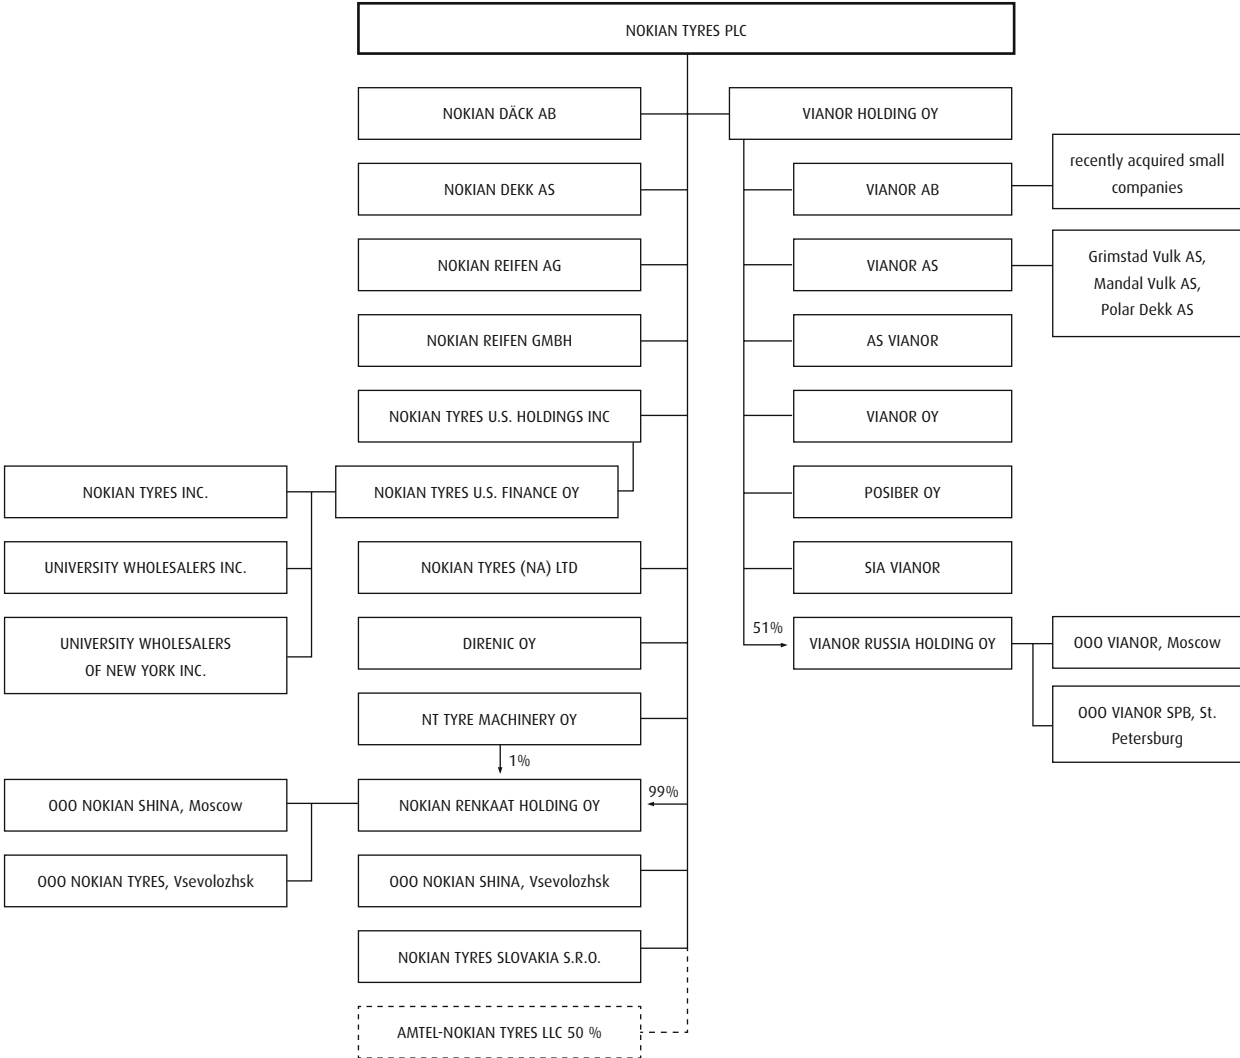 NOKIAN TYRES PLC
NOKIAN DÄCK AB
VIANOR HOLDING OY
recently acquired small
companies
NOKIAN DEKK AS
VIANOR AB
NOKIAN REIFEN AG
VIANOR AS
Grimstad Vulk AS,
Mandal Vulk AS,
Polar Dekk AS
NOKIAN REIFEN GMBH
AS VIANOR
NOKIAN TYRES U.S. HOLDINGS INC
VIANOR OY
NOKIAN TYRES INC.
NOKIAN TYRES U.S. FINANCE OY
POSIBER OY
UNIVERSITY WHOLESALERS INC.
NOKIAN TYRES (NA) LTD
SIA VIANOR
UNIVERSITY WHOLESALERS
OF NEW YORK INC.
DIRENIC OY
51%
VIANOR RUSSIA HOLDING OY
OOO VIANOR, Moscow
NT TYRE MACHINERY OY
OOO VIANOR SPB, St.
Petersburg
1%
OOO NOKIAN SHINA, Moscow
NOKIAN RENKAAT HOLDING OY
99%
OOO NOKIAN TYRES, Vsevolozhsk
OOO NOKIAN SHINA, Vsevolozhsk
NOKIAN TYRES SLOVAKIA S.R.O.
AMTEL-NOKIAN TYRES LLC 50 %